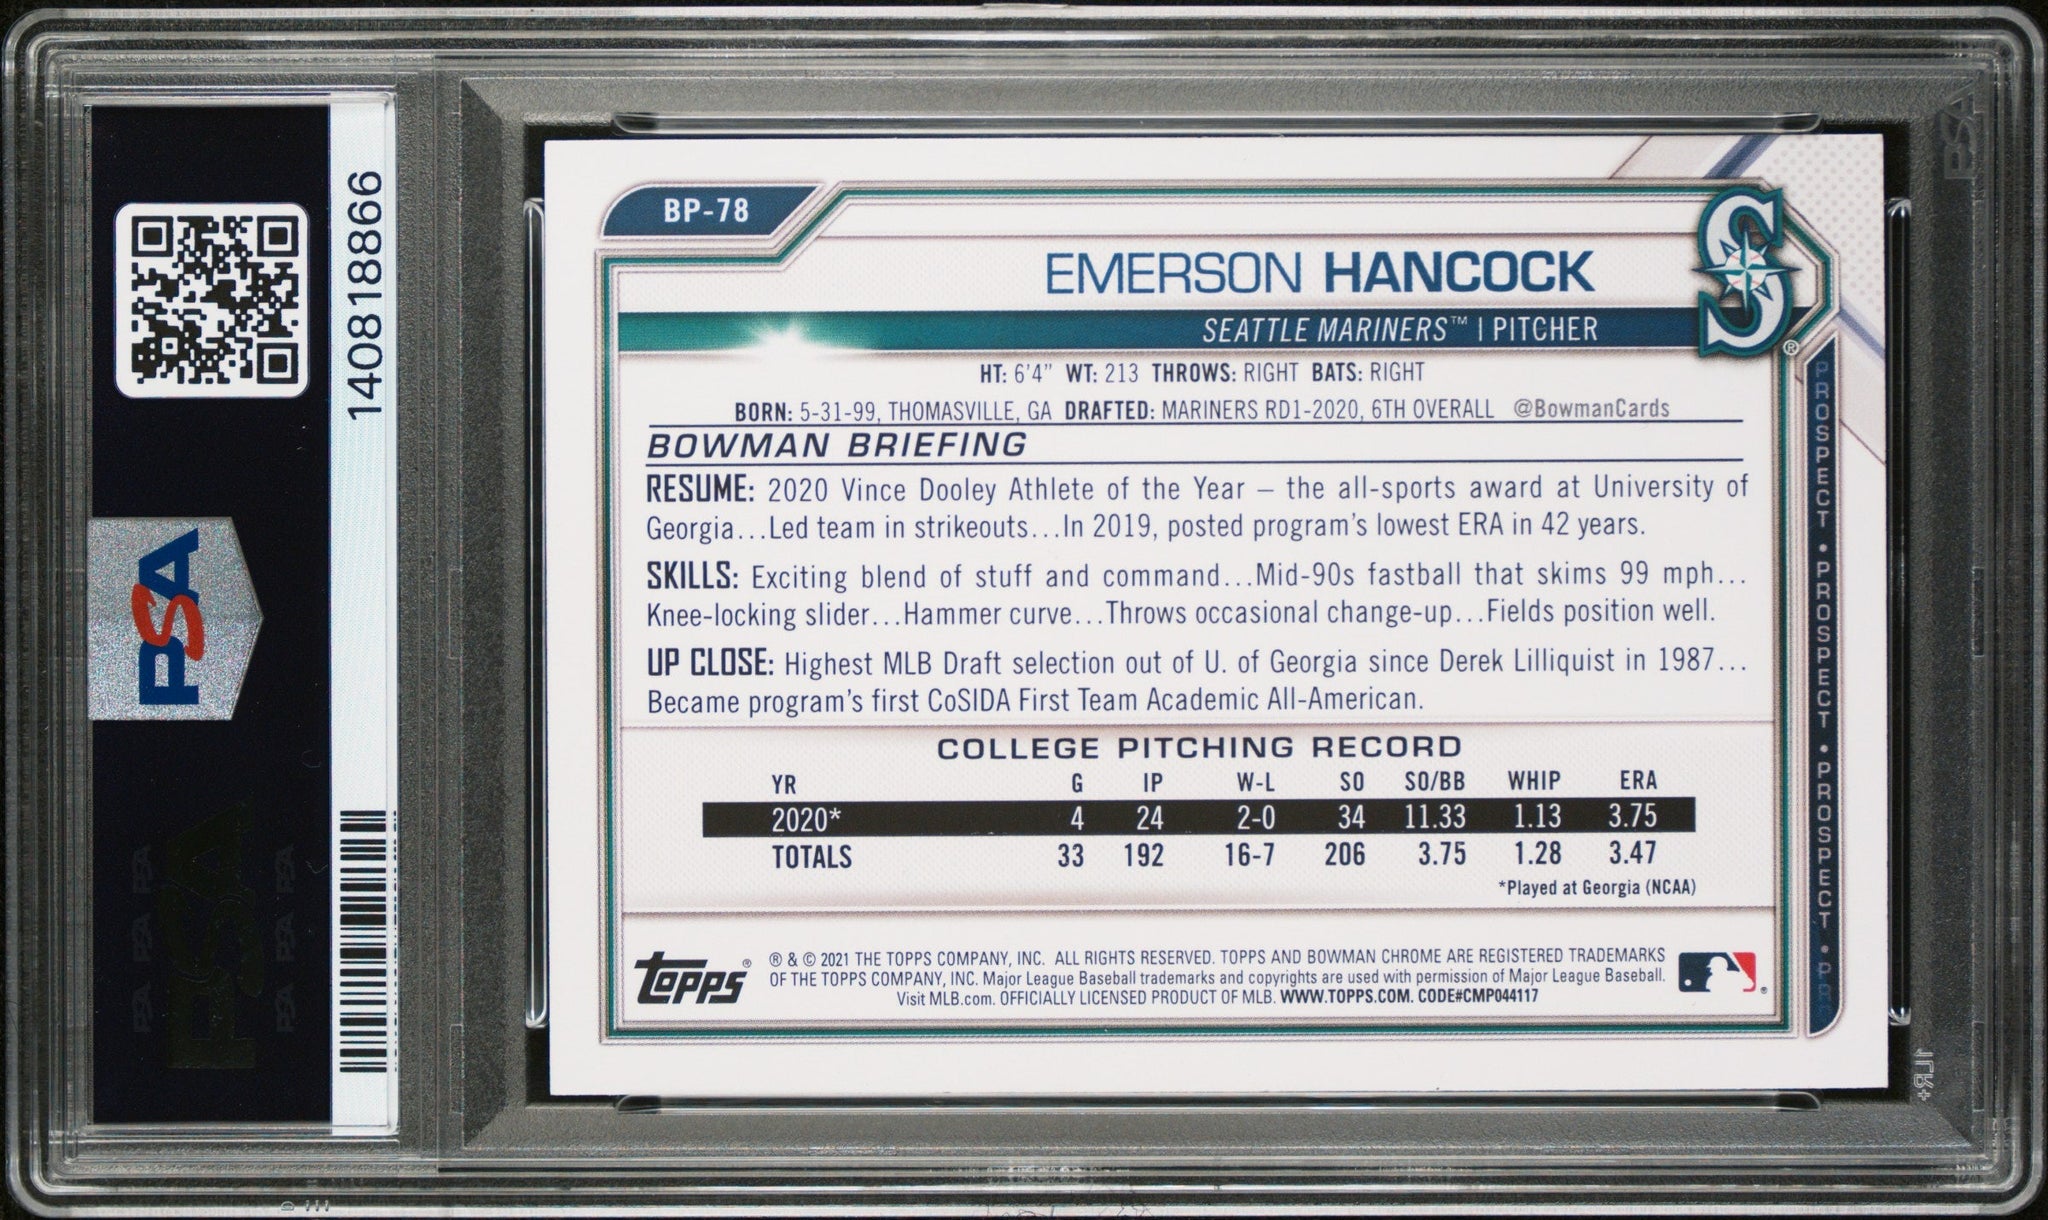 140818866
PSA
BP-78
EMERSON HANCOCK
SEATTLE MARINERS™ | PITCHER
HT: 6'4" WT: 213 THROWS: RIGHT BATS: RIGHT
BORN: 5-31-99, THOMASVILLE, GA DRAFTED: MARINERS RD1-2020, 6TH OVERALL @BowmanCards
BOWMAN BRIEFING
RESUME: 2020 Vince Dooley Athlete of the Year – the all-sports award at University of
Georgia...Led team in strikeouts...In 2019, posted program's lowest ERA in 42 years.
SKILLS: Exciting blend of stuff and command...Mid-90s fastball that skims 99 mph...
Knee-locking slider...Hammer curve...Throws occasional change-up...Fields position well.
UP CLOSE: Highest MLB Draft selection out of U. of Georgia since Derek Lilliquist in 1987...
Became program's first CoSIDA First Team Academic All-American.
COLLEGE PITCHING RECORD
YR G IP W-L SO SO/BB WHIP ERA
2020* 4 24 2-0 34 11.33 1.13 3.75
TOTALS 33 192 16-7 206 3.75 1.28 3.47
*Played at Georgia (NCAA)
Topps®
® & © 2021 THE TOPPS COMPANY, INC. ALL RIGHTS RESERVED. TOPPS AND BOWMAN CHROME ARE REGISTERED TRADEMARKS
OF THE TOPPS COMPANY, INC. Major League Baseball trademarks and copyrights are used with permission of Major League Baseball.
Visit MLB.com. OFFICIALLY LICENSED PRODUCT OF MLB. WWW.TOPPS.COM. CODE#CMP044117
PROSPECT • PROSPECT • PROSPECT •
PSA
1LR+